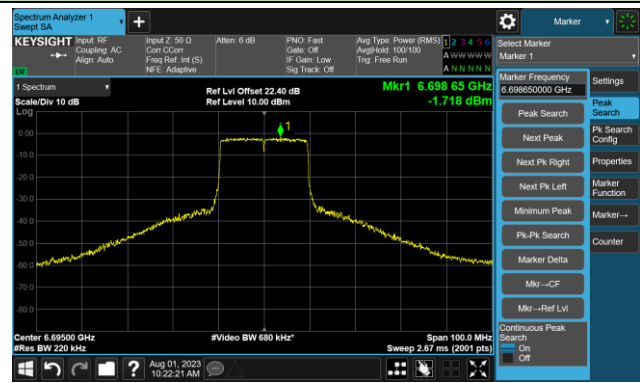 Spectrum Analyzer 1
Swept SA
+
Marker
KEYSIGHT
Input: RF
Coupling: AC
Align: Auto
Input Z: 50 Ω
Corr CCorr
Freq Ref: Int (S)
NFE: Adaptive
Atten: 6 dB
PNO: Fast
Gate: Off
IF Gain: Low
Sig Track: Off
Avg Type: Power (RMS)
Avg|Hold: 100/100
Trig: Free Run
1 2 3 4 5 6
A W W W W W
A N N N N N
Select Marker
Marker 1
LV
1 Spectrum
Scale/Div 10 dB
Log
Ref Lvl Offset 22.40 dB
Ref Level 10.00 dBm
Mkr1 6.698 65 GHz
-1.718 dBm
1
0.00
-10.0
-20.0
-30.0
-40.0
-50.0
-60.0
-70.0
-80.0
Center 6.69500 GHz
#Res BW 220 kHz
#Video BW 680 kHz*
Span 100.0 MHz
Sweep 2.67 ms (2001 pts)
Marker Frequency
6.698650000 GHz
Peak Search
Next Peak
Next Pk Right
Next Pk Left
Minimum Peak
Pk-Pk Search
Marker Delta
Mkr→CF
Mkr→Ref Lvl
Continuous Peak
Search
On
Off
Settings
Peak
Search
Pk Search
Config
Properties
Marker
Function
Marker→
Counter
?
Aug 01, 2023
10:22:21 AM